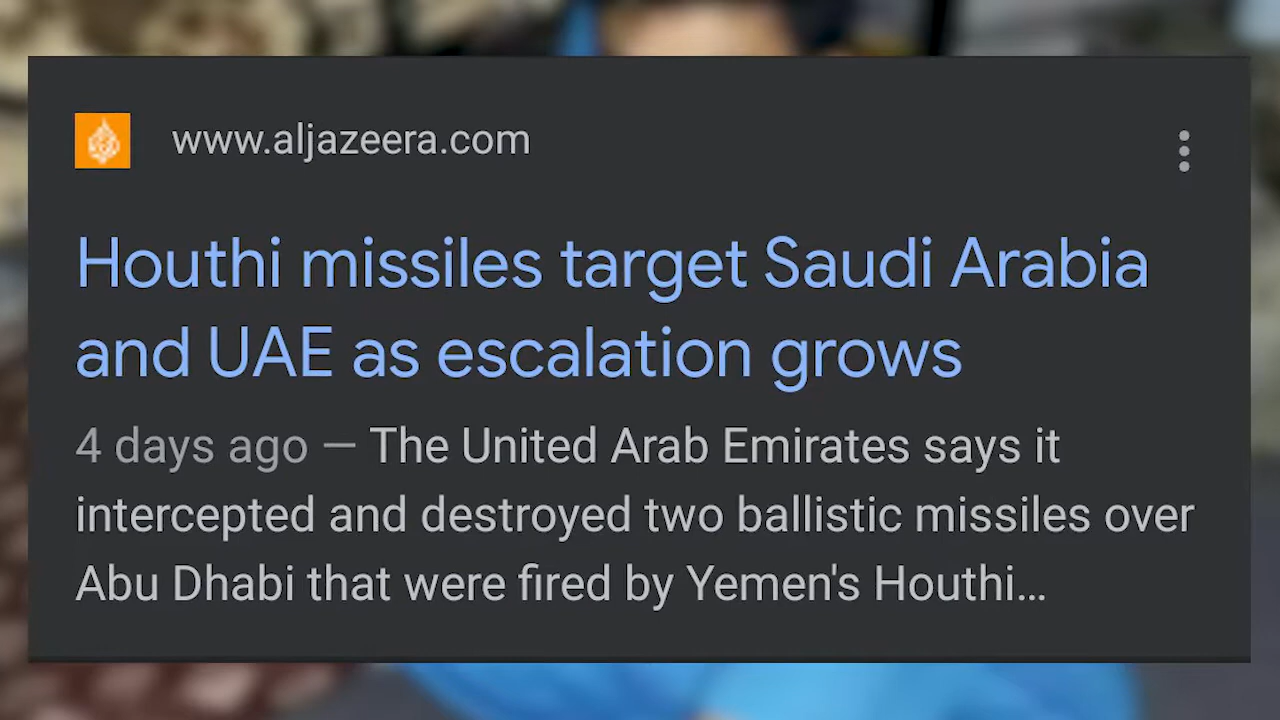 www.aljazeera.com
Houthi missiles target Saudi Arabia
and UAE as escalation grows
4 days ago — The United Arab Emirates says it
intercepted and destroyed two ballistic missiles over
Abu Dhabi that were fired by Yemen's Houthi...